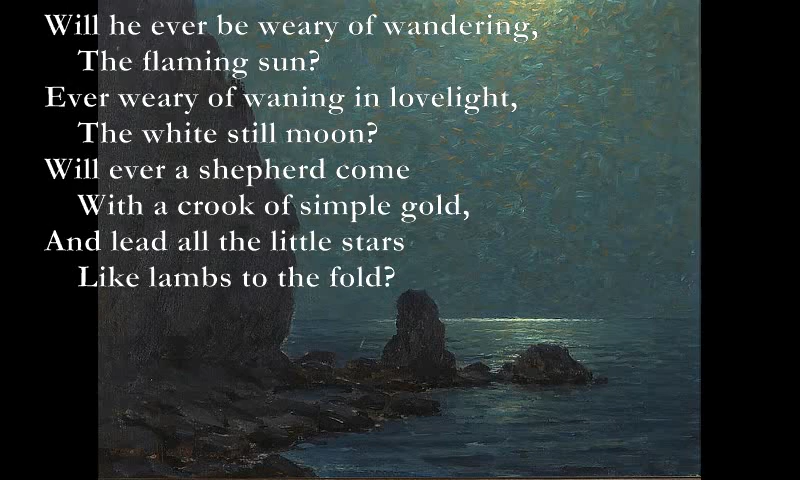 Will he ever be weary of wandering,
The flaming sun?
Ever weary of waning in lovelight,
The white still moon?
Will ever a shepherd come
With a crook of simple gold,
And lead all the little stars
Like lambs to the fold?